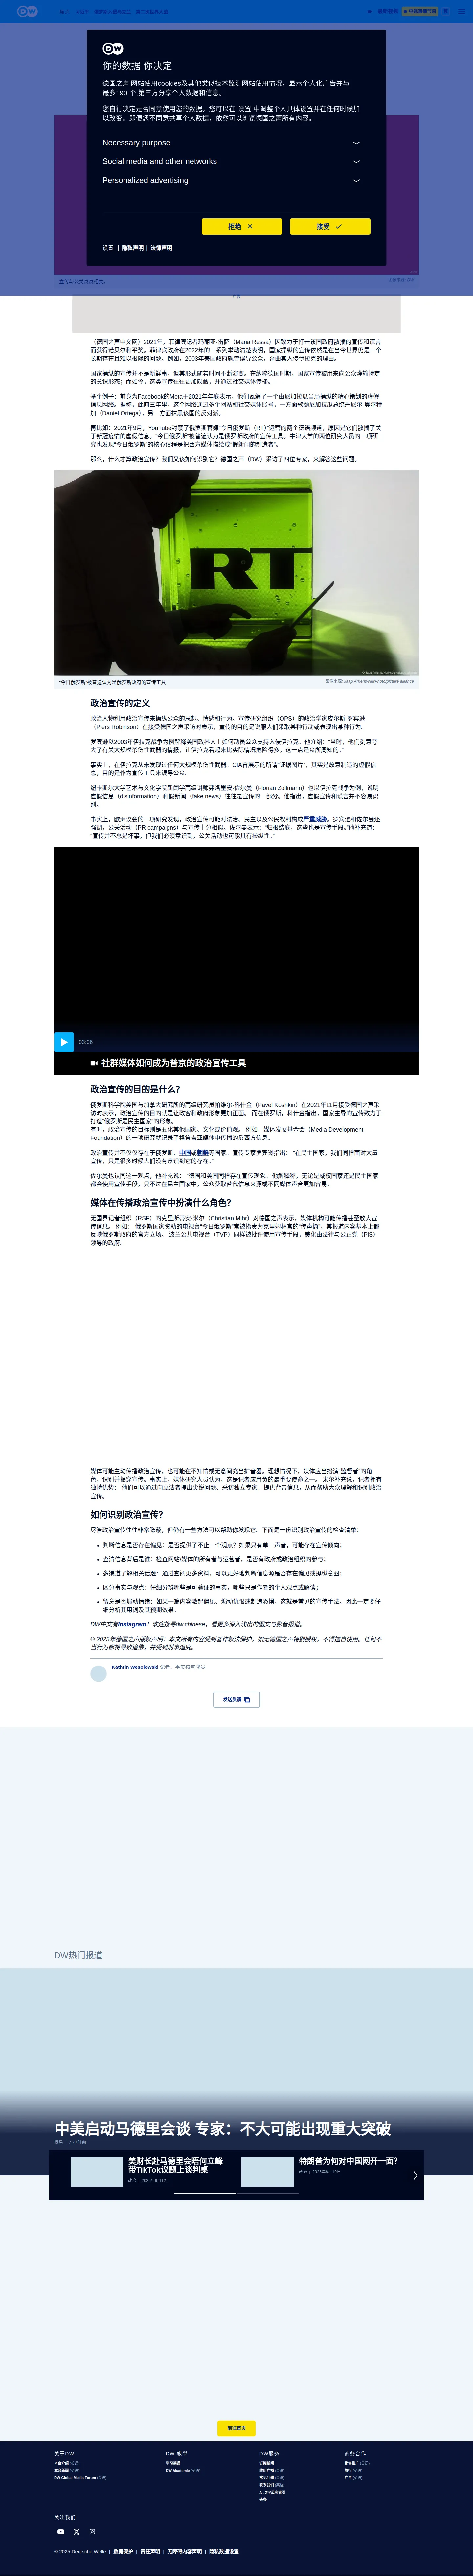 DW
你的数据 你决定
德国之声 网站使用cookies及其他类似技术监测网站使用情况，显示个人化广告并与
最多190 个;第三方分享个人数据和信息。
您自行决定是否同意使用您的数据。您可以在“设置”中调整个人具体设置并在任何时候加
以改变。即便您不同意共享个人数据，依然可以浏览德国之声所有内容。
Necessary purpose
Social media and other networks
Personalized advertising
拒绝
接受
设置 | 隐私声明 | 法律声明
广告
（德国之声中文网）2021年，菲律宾记者玛丽亚·雷萨（Maria Ressa）因致力于打击该国政府散播的宣传和谎言
而获得诺贝尔和平奖。菲律宾政府在2022年的一系列举动清楚表明，国家操纵的宣传依然是在当今世界仍是一个
长期存在且难以根除的问题。例如，2003年美国政府就曾误导公众，歪曲其入侵伊拉克的理由。
国家操纵的宣传并不是新鲜事，但其形式随着时间不断演变。在纳粹德国时期，国家宣传被用来向公众灌输特定
的意识形态；而如今，这类宣传往往更加隐蔽，并通过社交媒体传播。
举个例子：前身为Facebook的Meta于2021年年底表示，他们瓦解了一个由尼加拉瓜当局操纵的精心策划的虚假
信息网络。据称，此前三年里，这个网络通过多个网站和社交媒体账号，一方面歌颂尼加拉瓜总统丹尼尔·奥尔特
加（Daniel Ortega），另一方面抹黑该国的反对派。
再比如：2021年9月，YouTube封禁了俄罗斯官媒“今日俄罗斯（RT）”运营的两个德语频道，原因是它们散播了关
于新冠疫情的虚假信息。“今日俄罗斯”被普遍认为是俄罗斯政府的宣传工具。牛津大学的两位研究人员的一项研
究也发现“今日俄罗斯”的核心议程是把西方媒体描绘成“假新闻的制造者”。
那么，什么才算政治宣传？我们又该如何识别它？德国之声（DW）采访了四位专家，来解答这些问题。
RT
“今日俄罗斯”被普遍认为是俄罗斯政府的宣传工具
图像来源: Jaap Arriens/NurPhoto/picture alliance
政治宣传的定义
政治人物利用政治宣传来操纵公众的思想、情感和行为。宣传研究组织（OPS）的政治学家皮尔斯·罗宾逊
（Piers Robinson）在接受德国之声采访时表示，宣传的目的是说服人们采取某种行动或表现出某种行为。
罗宾逊以2003年伊拉克战争为例解释美国政界人士如何动员公众支持入侵伊拉克。他介绍：“当时，他们刻意夸
大了有关大规模杀伤性武器的情报，让伊拉克看起来比实际情况危险得多，这一点是众所周知的。”
事实上，在伊拉克从未发现过任何大规模杀伤性武器。CIA曾展示的所谓“证据图片”，其实是故意制造的虚假信
息，目的是作为宣传工具来误导公众。
纽卡斯尔大学艺术与文化学院新闻学高级讲师弗洛里安·佐尔曼（Florian Zollmann）也以伊拉克战争为例，说明
虚假信息（disinformation）和假新闻（fake news）往往是宣传的一部分。他指出，虚假宣传和谎言并不容易识
别。
事实上，欧洲议会的一项研究发现，政治宣传可能对法治、民主以及公民权利构成严重威胁。罗宾逊和佐尔曼还
强调，公关活动（PR campaigns）与宣传十分相似。佐尔曼表示：“归根结底，这些也是宣传手段。”他补充道：
“宣传并不总是坏事，但我们必须意识到，公关活动也可能具有操纵性。”
03:06
社群媒体如何成为普京的政治宣传工具
政治宣传的目的是什么？
俄罗斯科学院美国与加拿大研究所的高级研究员帕维尔·科什金（Pavel Koshkin）在2021年11月接受德国之声采
访时表示，政治宣传的目的就是让政客和政府形象更加正面。 而在俄罗斯，科什金指出，国家主导的宣传致力于
打造“俄罗斯是民主国家”的形象。
有时，政治宣传的目标则是丑化其他国家、文化或价值观。 例如，媒体发展基金会（Media Development
Foundation）的一项研究就记录了格鲁吉亚媒体中传播的反西方信息。
政治宣传并不仅仅存在于俄罗斯、中国或朝鲜等国家。宣传专家罗宾逊指出： “在民主国家，我们同样面对大量
宣传，只是很多时候人们没有意识到它的存在。”
佐尔曼也认同这一观点，他补充说： “德国和美国同样存在宣传现象。” 他解释称，无论是威权国家还是民主国家
都会使用宣传手段，只不过在民主国家中，公众获取替代性信息来源或不同媒体声音更加容易。
媒体在传播政治宣传中扮演什么角色？
无国界记者组织（RSF）的克里斯蒂安·米尔（Christian Mihr）对德国之声表示，媒体机构可能传播甚至放大宣
传信息。 例如： 俄罗斯国家资助的电视台“今日俄罗斯”常被指责为克里姆林宫的“传声筒”，其报道内容基本上都
反映俄罗斯政府的官方立场。 波兰公共电视台（TVP）同样被批评使用宣传手段，美化由法律与公正党（PiS）
领导的政府。
媒体可能主动传播政治宣传，也可能在不知情或无意间充当扩音器。理想情况下，媒体应当扮演“监督者”的角
色，识别并揭穿宣传。事实上，媒体研究人员认为，这是记者应肩负的最重要使命之一。 米尔补充说，记者拥有
独特优势： 他们可以通过向立法者提出尖锐问题、采访独立专家，提供背景信息，从而帮助大众理解和识别政治
宣传。
如何识别政治宣传？
尽管政治宣传往往非常隐蔽，但仍有一些方法可以帮助你发现它。下面是一份识别政治宣传的检查清单：
• 判断信息是否存在偏见：是否提供了不止一个观点？如果只有单一声音，可能存在宣传倾向；
• 查清信息背后是谁：检查网站/媒体的所有者与运营者，是否有政府或政治组织的参与；
• 多渠道了解相关话题：通过查阅更多资料，可以更好地判断信息源是否存在偏见或操纵意图；
• 区分事实与观点：仔细分辨哪些是可验证的事实，哪些只是作者的个人观点或解读；
• 留意是否煽动情绪：如果一篇内容激起偏见、煽动仇恨或制造恐惧，这就是常见的宣传手法。因此一定要仔
细分析其用词及其预期效果。
DW中文有Instagram！欢迎搜寻dw.chinese，看更多深入浅出的图文与影音报道。
© 2025年德国之声版权声明：本文所有内容受到著作权法保护，如无德国之声特别授权，不得擅自使用。任何不
当行为都将导致追偿，并受到刑事追究。
Kathrin Wesolowski 记者、事实核查成员
发送反馈
DW热门报道
中美启动马德里会谈 专家：不大可能出现重大突破
贸易 | 7 小时前
美财长赴马德里会晤何立峰
带TikTok议题上谈判桌
政治 | 2025年9月12日
特朗普为何对中国网开一面？
前往首页
关于DW
本台介绍 (英语)
本台新闻 (英语)
DW Global Media Forum (英语)
DW 教學
学习德语
DW Akademie (英语)
DW服务
订阅新闻
收听广播 (英语)
常见问题 (英语)
联系我们 (英语)
A - Z字母序索引
头条
商务合作
销售推广 (英语)
旅行 (英语)
广告 (英语)
关注我们
© 2025 Deutsche Welle | 数据保护 | 责任声明 | 无障碍内容声明 | 隐私数据设置